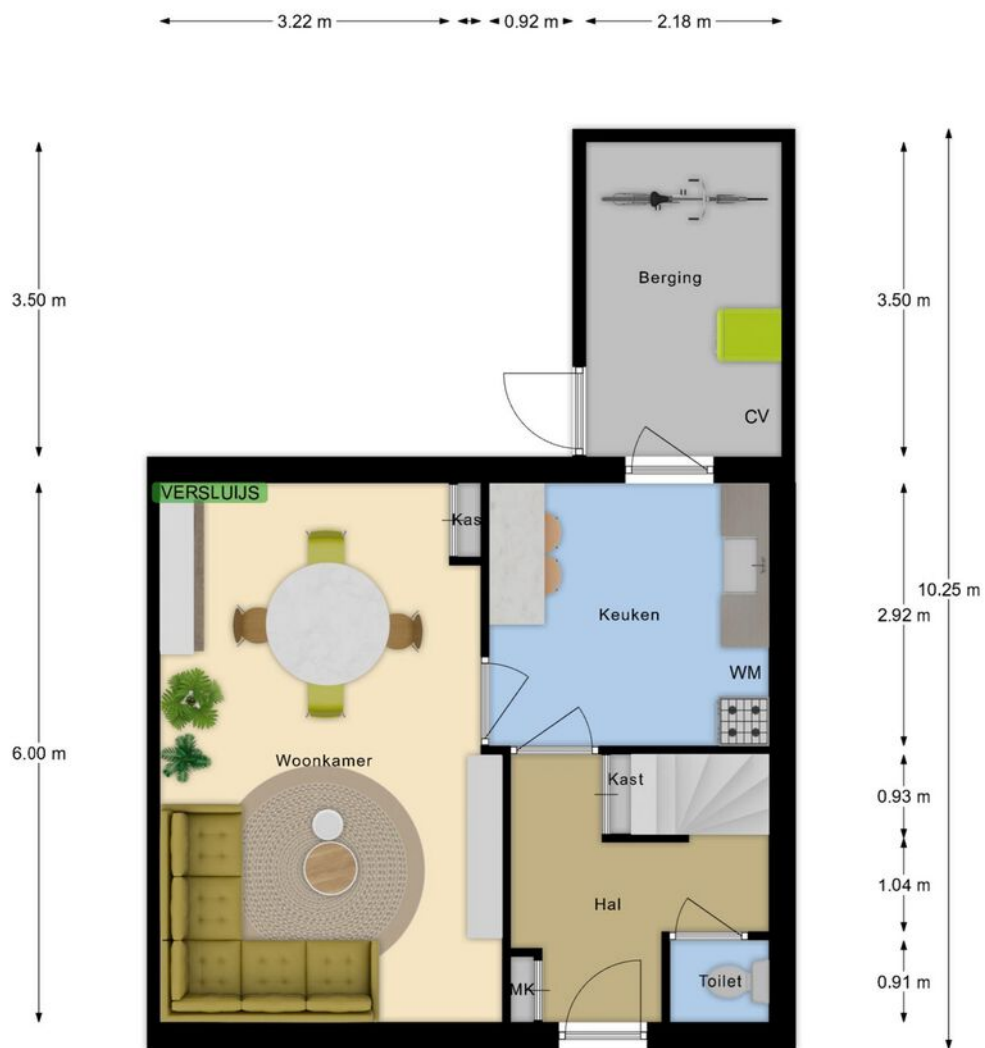 3.22 m
0.92 m
2.18 m
3.50 m
3.50 m
Berging
CV
VERSLUIJS
Kas
Keuken
10.25 m
2.92 m
WM
6.00 m
Woonkamer
Kast
0.93 m
1.04 m
Hal
MK
Toilet
0.91 m